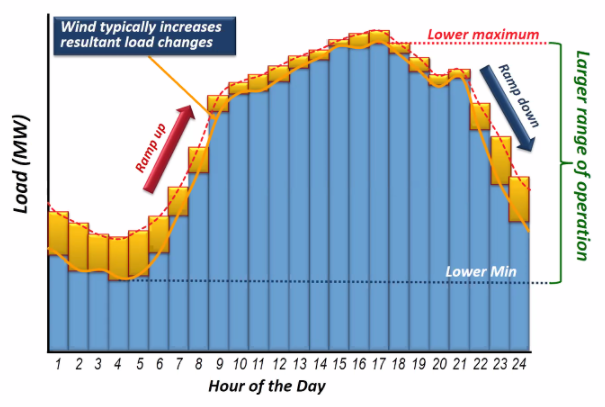 Wind typically increases
resultant load changes
Lower maximum
Ramp up
Ramp down
Larger range of operation
Load (MW)
Lower Min
1 2 3 4 5 6 7 8 9 10 11 12 13 14 15 16 17 18 19 20 21 22 23 24
Hour of the Day